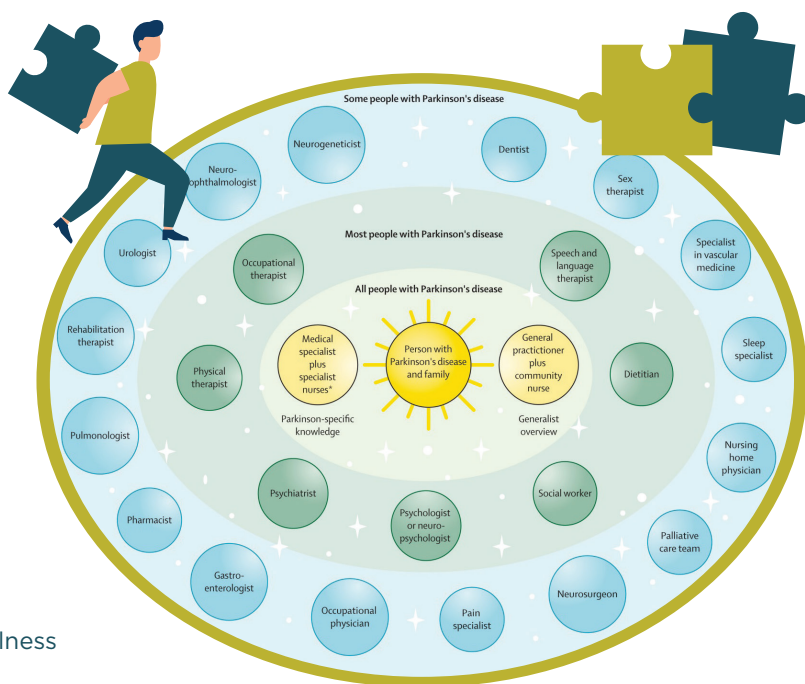 Some people with Parkinson's disease
Neurogeneticist
Dentist
Neuro-
ophthalmologist
Sex
therapist
Most people with Parkinson's disease
Urologist
Occupational
therapist
Speech and
language
therapist
Specialist
in vascular
medicine
All people with Parkinson's disease
Rehabilitation
therapist
Medical
specialist
plus
specialist
nurses*
Person with
Parkinson's disease
and family
General
practictioner
plus
community
nurse
Sleep
specialist
Physical
therapist
Dietitian
Parkinson-specific
knowledge
Generalist
overview
Pulmonologist
Nursing
home
physician
Psychiatrist
Social worker
Pharmacist
Psychologist
or neuro-
psychologist
Palliative
care team
Gastro-
enterologist
Neurosurgeon
Occupational
physician
Pain
specialist
lness